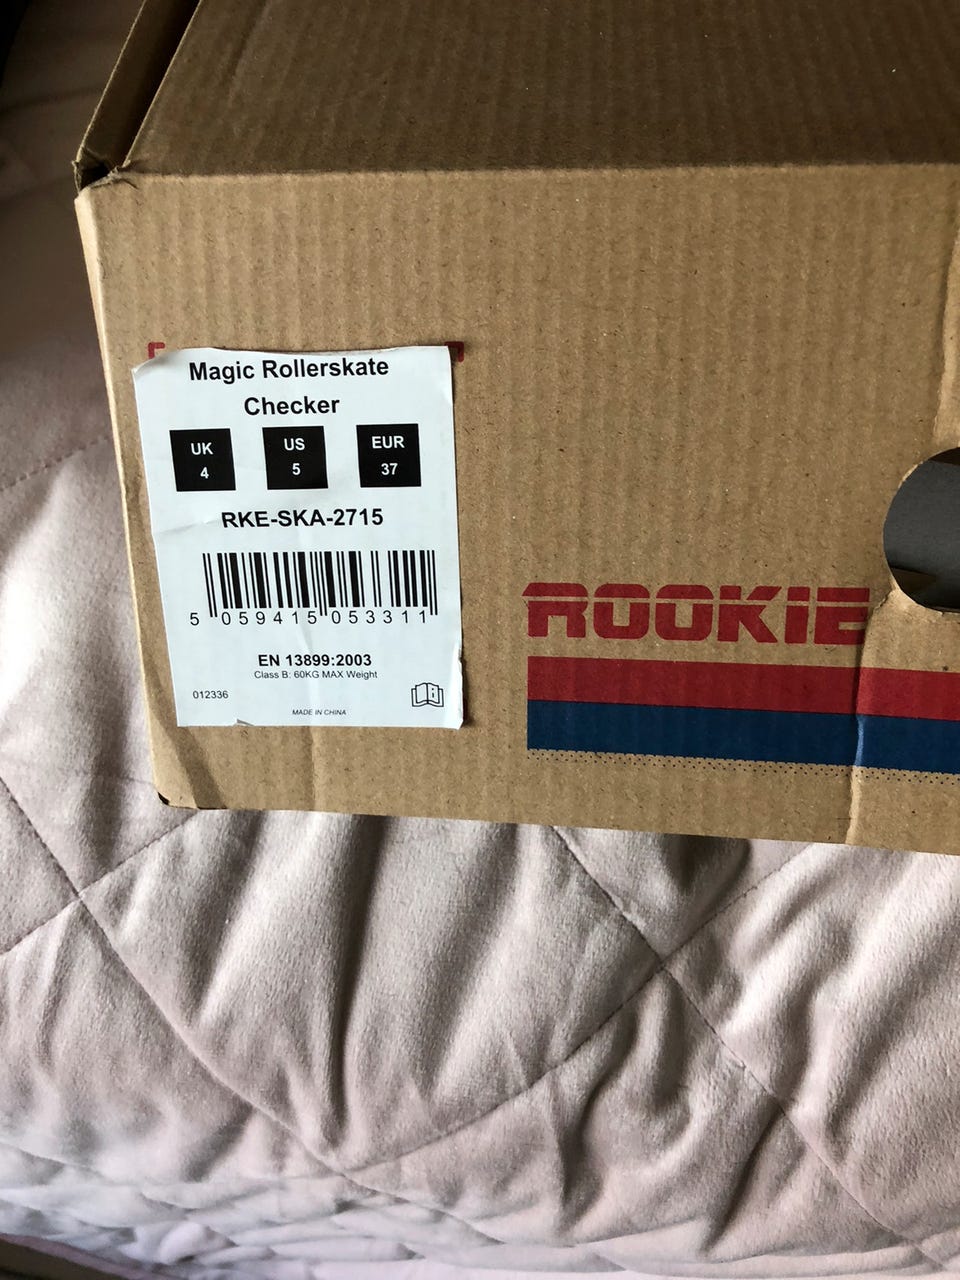 Magic Rollerskate
Checker
UK US EUR
4 5 37
RKE-SKA-2715
5 059415 053311
EN 13899:2003
Class B: 60KG MAX Weight
012336
MADE IN CHINA
ROOKIE